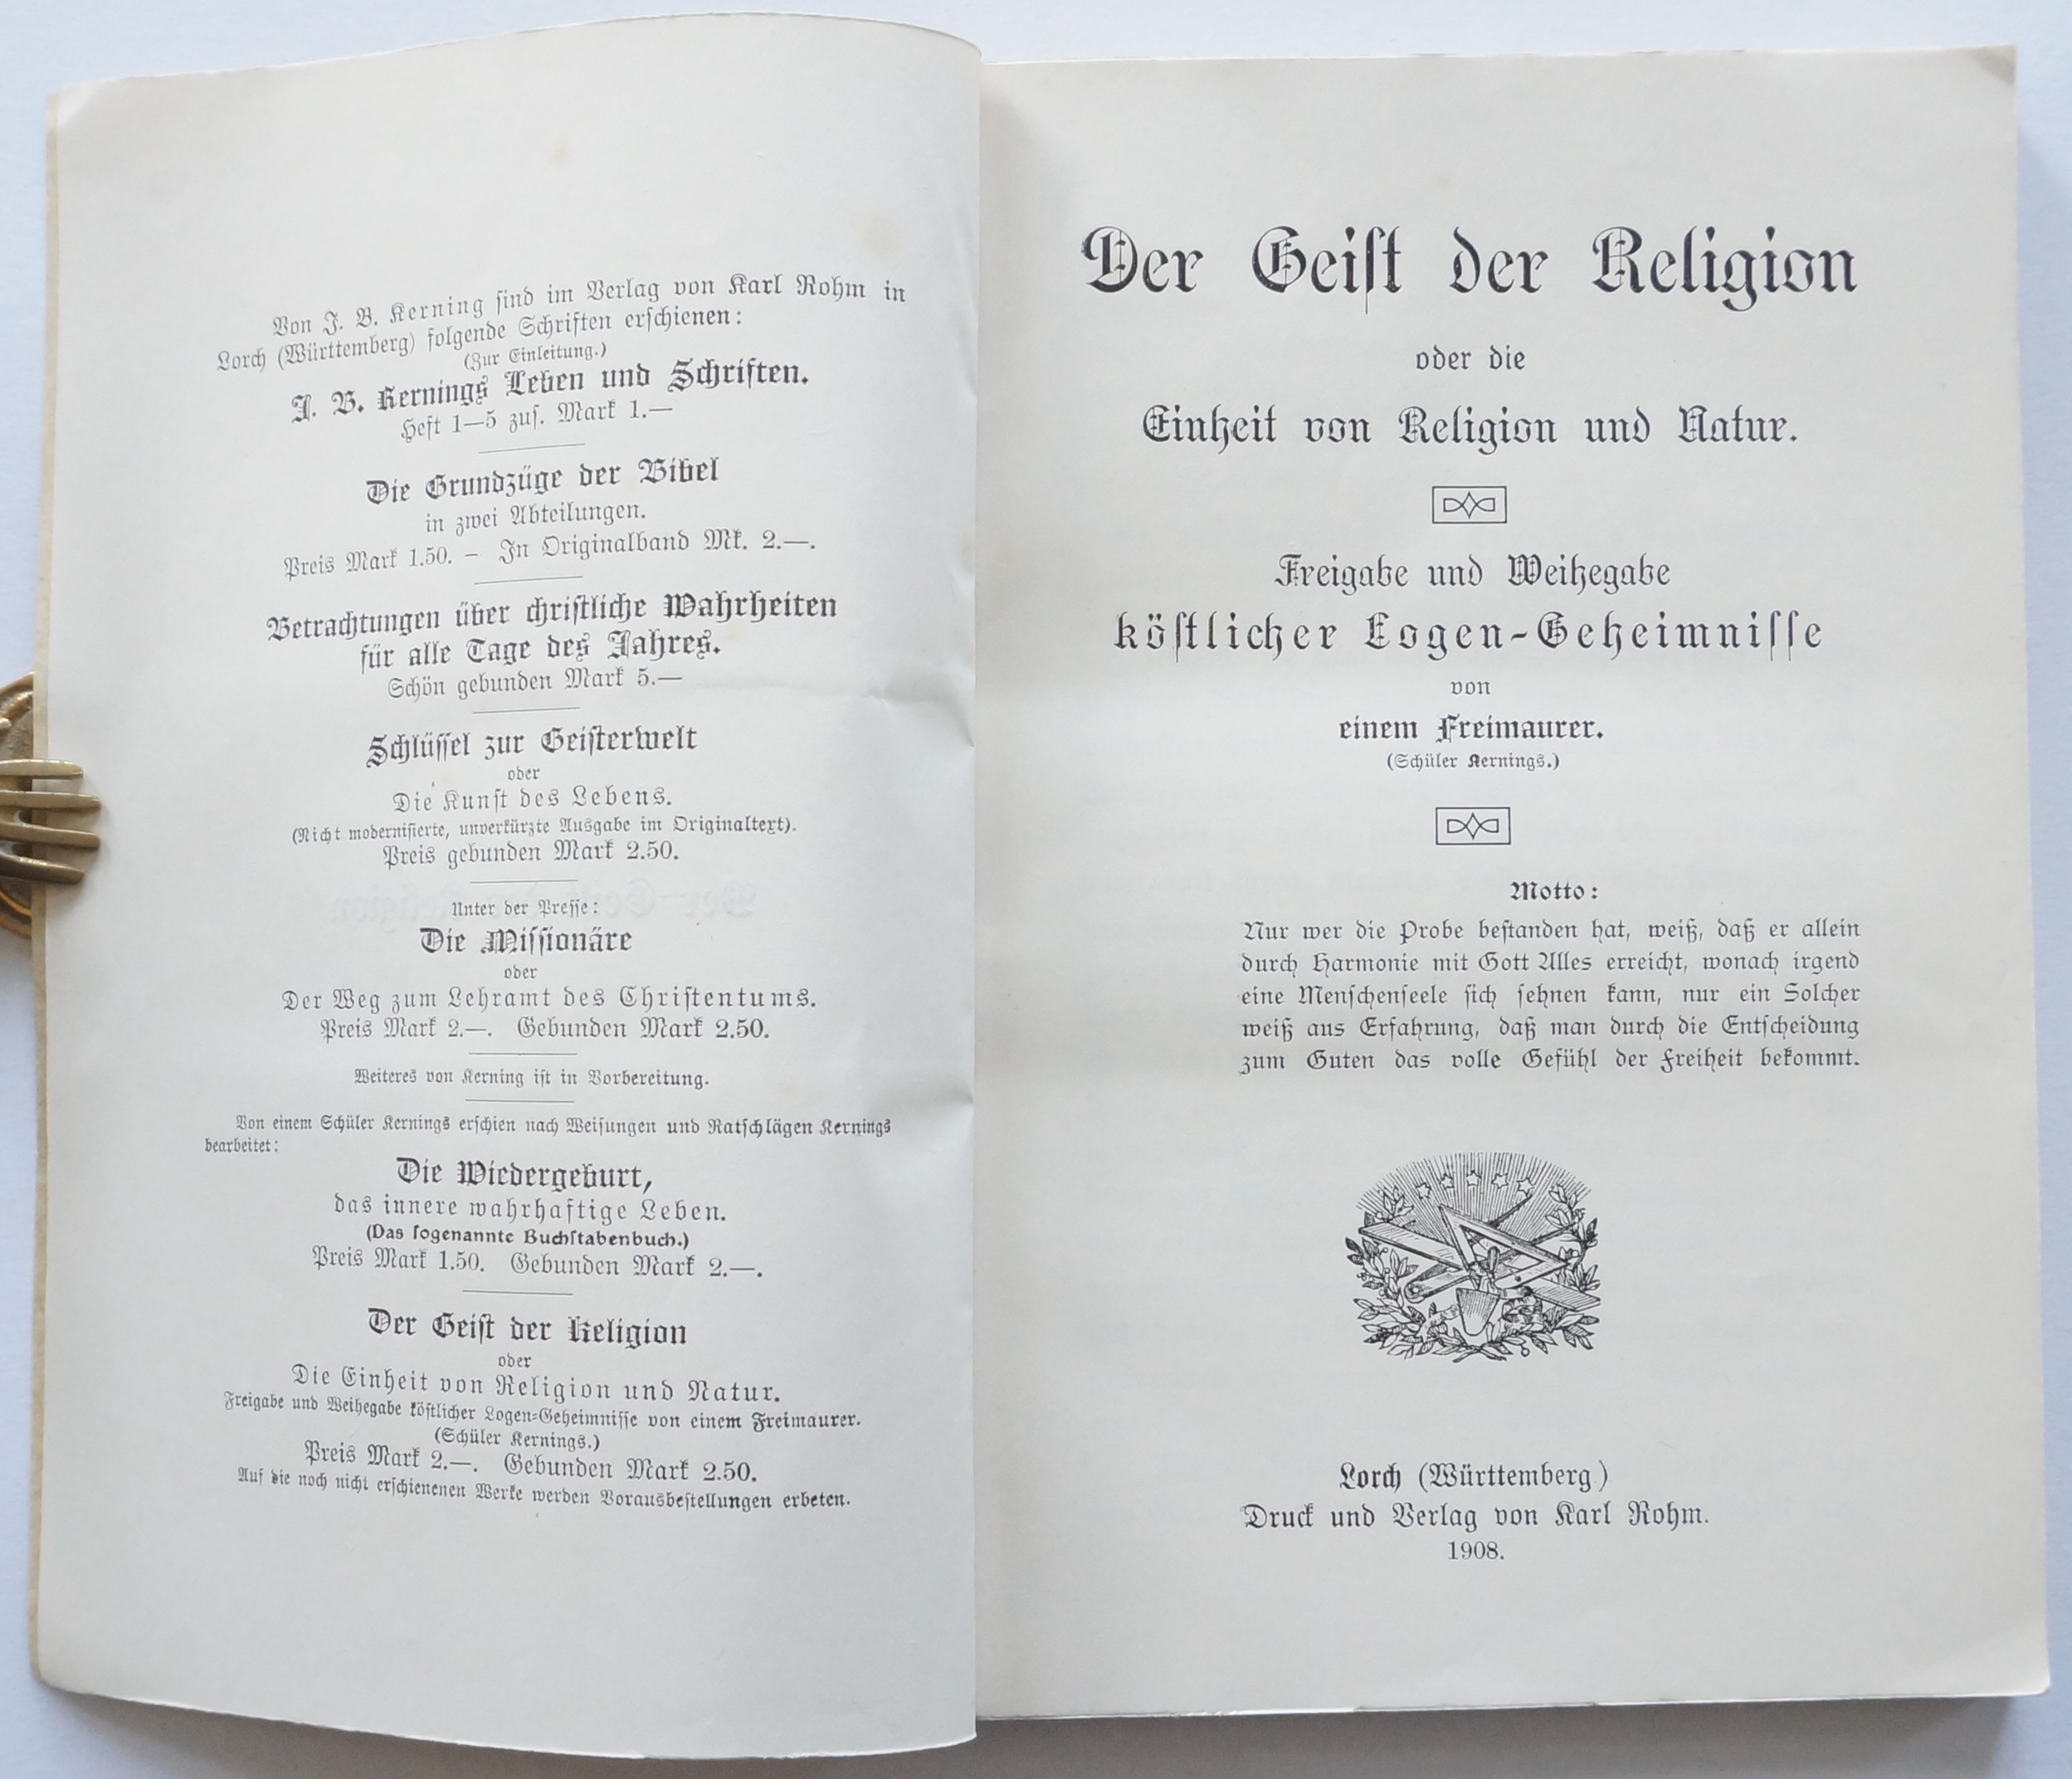 Von J. B. Kerning sind im Verlag von Karl Rohm in
Lorch (Württemberg) folgende Schriften erschienen:
(Zur Einleitung.)
J. B. Kernings Leben und Schriften.
Heft 1—5 zus. Mark 1.—
Die Grundzüge der Bibel
in zwei Abteilungen.
Preis Mark 1.50. – In Originalband Mk. 2.—.
Betrachtungen über christliche Wahrheiten
für alle Tage des Jahres.
Schön gebunden Mark 5.—
Schlüssel zur Geisterwelt
oder
Die Kunst des Lebens.
(Nicht modernisierte, unverkürzte Ausgabe im Originaltext).
Preis gebunden Mark 2.50.
Unter der Presse:
Die Missionäre
oder
Der Weg zum Lehramt des Christentums.
Preis Mark 2.—. Gebunden Mark 2.50.
Weiteres von Kerning ist in Vorbereitung.
Von einem Schüler Kernings erschien nach Weisungen und Ratschlägen Kernings
bearbeitet:
Die Wiedergeburt,
das innere wahrhaftige Leben.
(Das sogenannte Buchstabenbuch.)
Preis Mark 1.50. Gebunden Mark 2.—.
Der Geist der Religion
oder
Die Einheit von Religion und Natur.
Freigabe und Weihegabe köstlicher Logen-Geheimnisse von einem Freimaurer.
(Schüler Kernings.)
Preis Mark 2.—. Gebunden Mark 2.50.
Auf die noch nicht erschienenen Werke werden Vorausbestellungen erbeten.
Der Geist der Religion
oder die
Einheit von Religion und Natur.
Freigabe und Weihegabe
köstlicher Logen-Geheimnisse
von
einem Freimaurer.
(Schüler Kernings.)
Motto:
Nur wer die Probe bestanden hat, weiß, daß er allein
durch Harmonie mit Gott Alles erreicht, wonach irgend
eine Menschenseele sich sehnen kann, nur ein Solcher
weiß aus Erfahrung, daß man durch die Entscheidung
zum Guten das volle Gefühl der Freiheit bekommt.
Lorch (Württemberg)
Druck und Verlag von Karl Rohm.
1908.